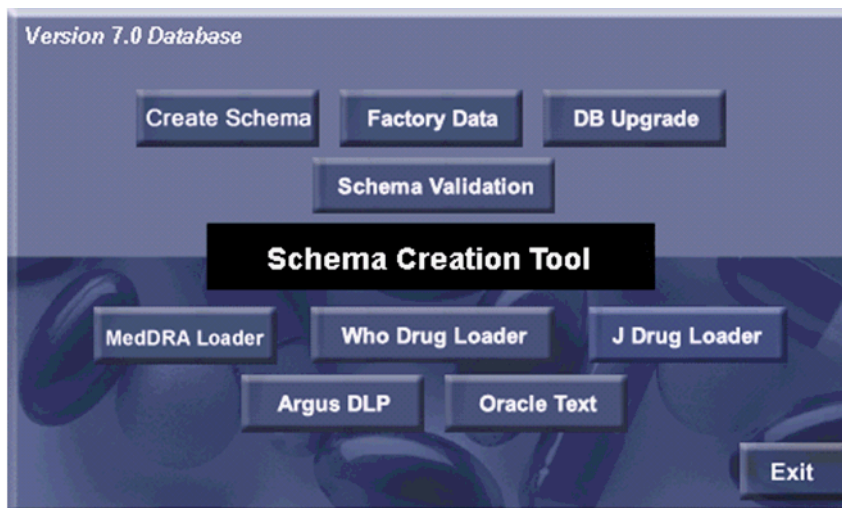 Version 7.0 Database
Create Schema Factory Data DB Upgrade
Schema Validation
Schema Creation Tool
MedDRA Loader Who Drug Loader J Drug Loader
Argus DLP Oracle Text
Exit